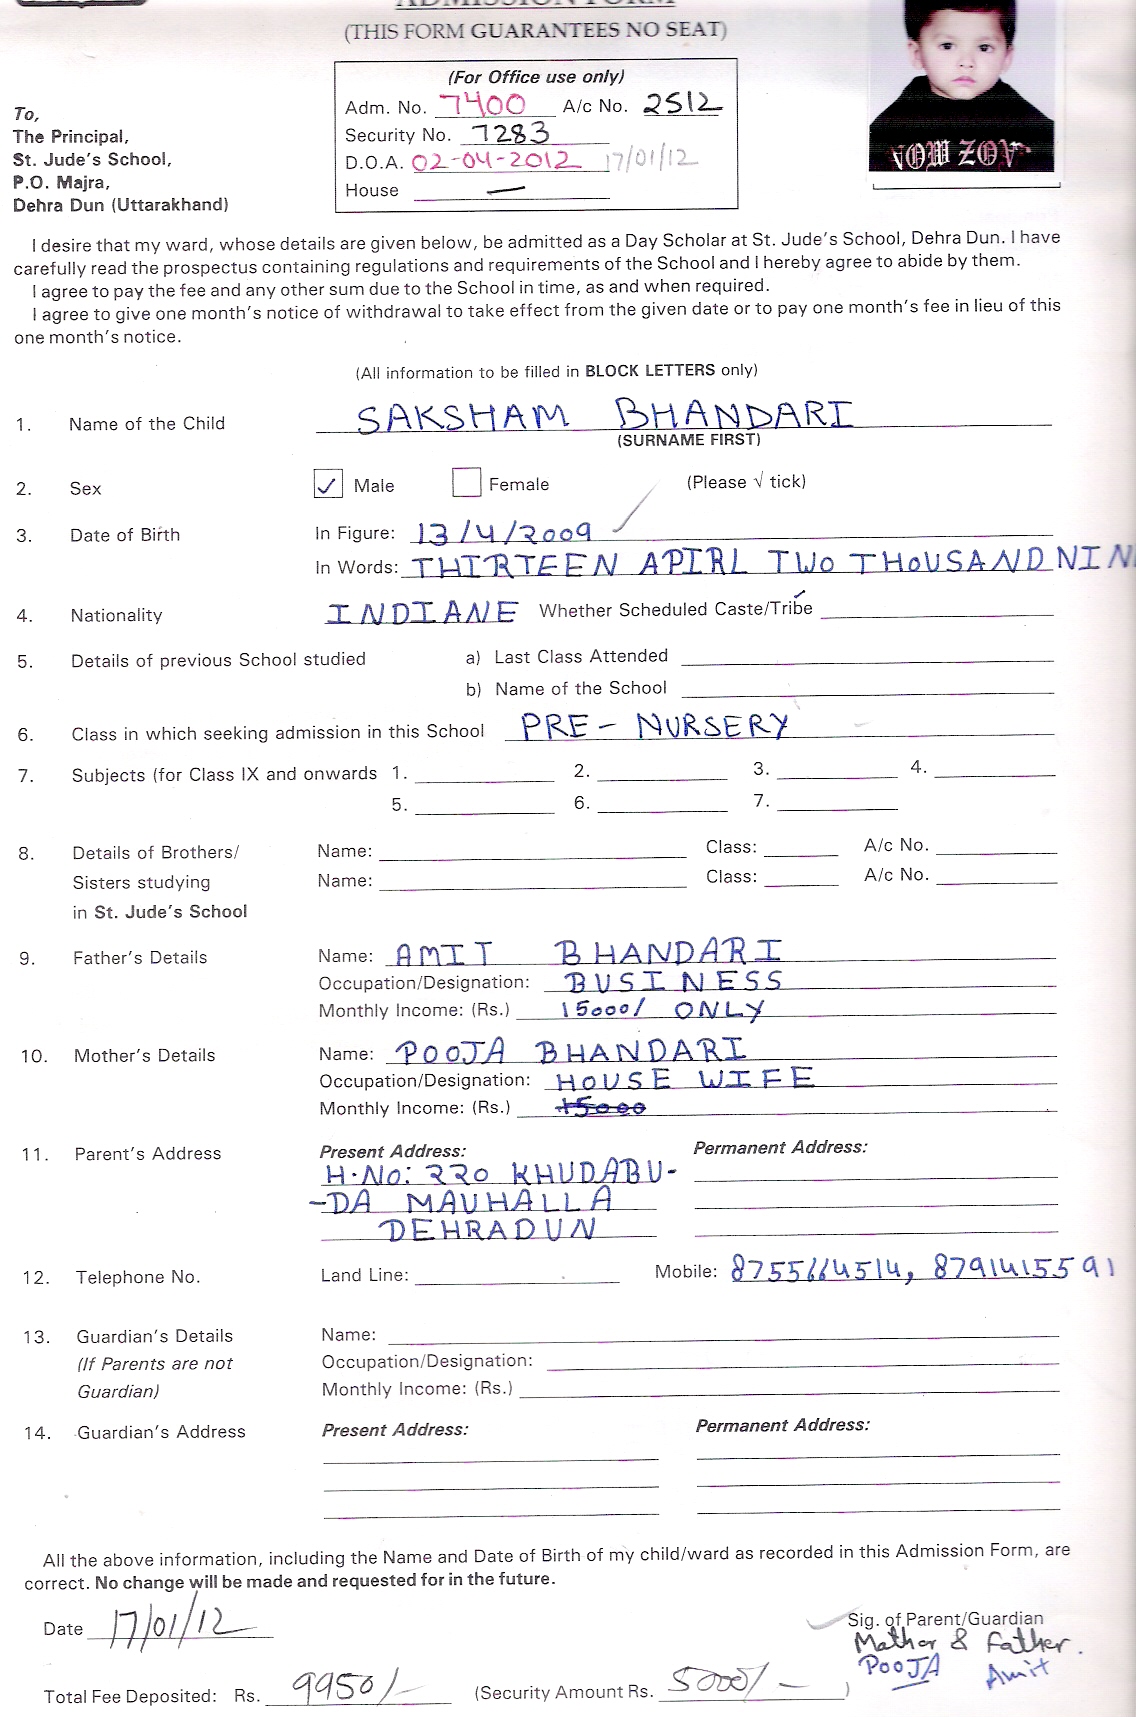 ADMISSION FORM
(THIS FORM GUARANTEES NO SEAT)
(For Office use only)
Adm. No. 7400 A/c No. 2512
Security No. 7283
D.O.A. 02-04-2012 17/01/12
House —
To,
The Principal,
St. Jude's School,
P.O. Majra,
Dehra Dun (Uttarakhand)
I desire that my ward, whose details are given below, be admitted as a Day Scholar at St. Jude's School, Dehra Dun. I have
carefully read the prospectus containing regulations and requirements of the School and I hereby agree to abide by them.
I agree to pay the fee and any other sum due to the School in time, as and when required.
I agree to give one month's notice of withdrawal to take effect from the given date or to pay one month's fee in lieu of this
one month's notice.
(All information to be filled in BLOCK LETTERS only)
1. Name of the Child SAKSHAM BHANDARI
(SURNAME FIRST)
2. Sex ✓ Male Female (Please √ tick)
3. Date of Birth In Figure: 13/4/2009
In Words: THIRTEEN APIRL TWO THOUSAND NIN
4. Nationality INDIANE Whether Scheduled Caste/Tribe
5. Details of previous School studied a) Last Class Attended
b) Name of the School
6. Class in which seeking admission in this School PRE - NURSERY
7. Subjects (for Class IX and onwards 1. 2. 3. 4.
5. 6. 7.
8. Details of Brothers/ Name: Class: A/c No.
Sisters studying Name: Class: A/c No.
in St. Jude's School
9. Father's Details Name: AMIT BHANDARI
Occupation/Designation: BUSINESS
Monthly Income: (Rs.) 15000/ ONLY
10. Mother's Details Name: POOJA BHANDARI
Occupation/Designation: HOUSE WIFE
Monthly Income: (Rs.) 15000
11. Parent's Address Present Address: Permanent Address:
H.No: 220 KHUDABU-
-DA MAUHALLA
DEHRADUN
12. Telephone No. Land Line: Mobile: 8755664514, 8791415591
13. Guardian's Details Name:
(If Parents are not Occupation/Designation:
Guardian) Monthly Income: (Rs.)
14. Guardian's Address Present Address: Permanent Address:
All the above information, including the Name and Date of Birth of my child/ward as recorded in this Admission Form, are
correct. No change will be made and requested for in the future.
Date 17/01/12 Sig. of Parent/Guardian
Mathor & Father.
POOJA Amit
Total Fee Deposited: Rs. 9950/- (Security Amount Rs. 5000/- )